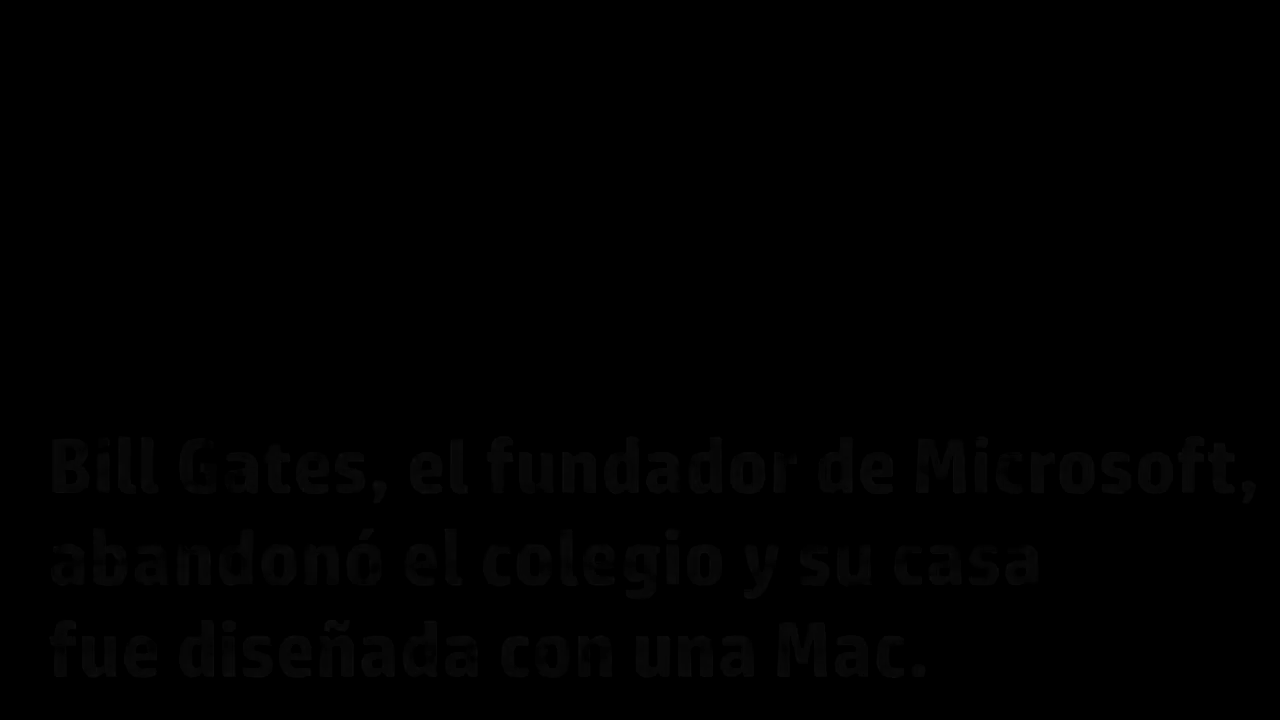 Bill Gates, el fundador de Microsoft,
abandonó el colegio y su casa
fue diseñada con una Mac.